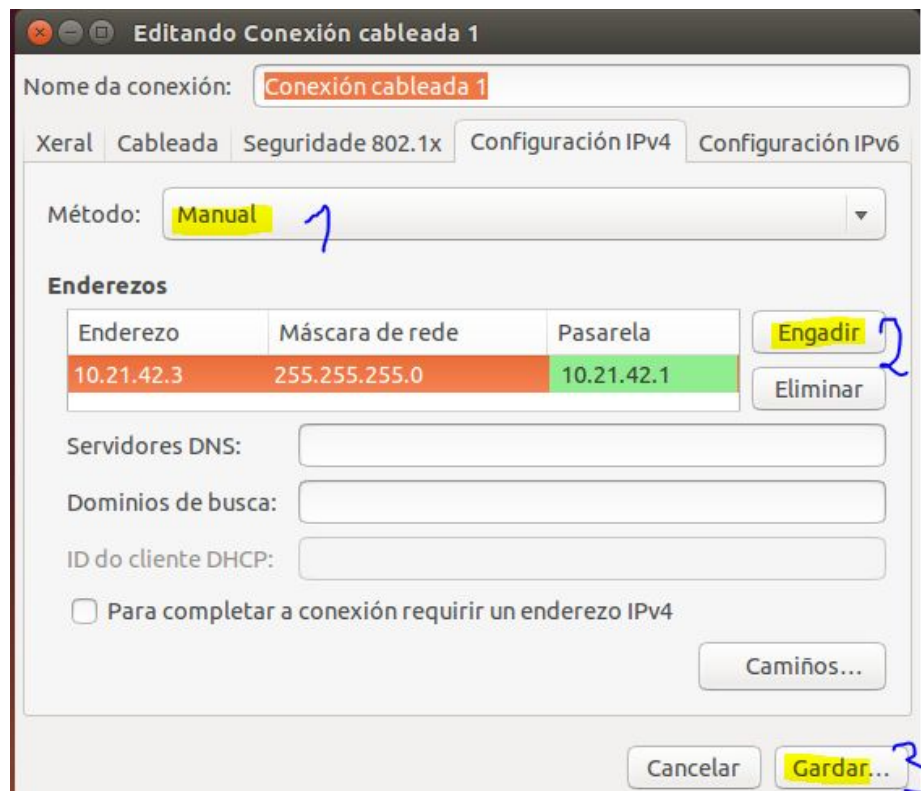 Editando Conexión cableada 1
Nome da conexión: Conexión cableada 1
Xeral Cableada Seguridade 802.1x Configuración IPv4 Configuración IPv6
Método: Manual 1
Enderezos
Enderezo Máscara de rede Pasarela Engadir 2
10.21.42.3 255.255.255.0 10.21.42.1 Eliminar
Servidores DNS:
Dominios de busca:
ID do cliente DHCP:
Para completar a conexión requirir un enderezo IPv4
Camiños...
Cancelar Gardar... 3